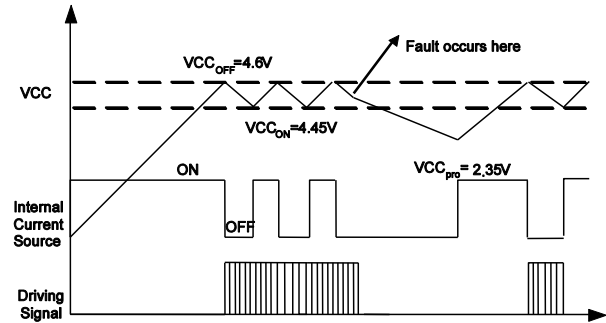 Fault occurs here
VCCOFF=4.6V
VCC
VCCON=4.45V
ON
VCCpro= 2.35V
Internal
Current
Source
OFF
Driving
Signal